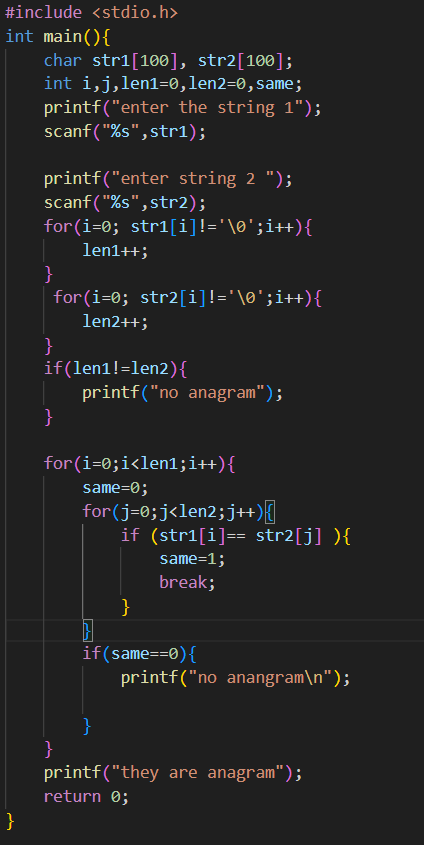 #include <stdio.h>
int main(){
    char str1[100], str2[100];
    int i,j,len1=0,len2=0,same;
    printf("enter the string 1");
    scanf("%s",str1);

    printf("enter string 2 ");
    scanf("%s",str2);
    for(i=0; str1[i]!='\0';i++){
        len1++;
    }
     for(i=0; str2[i]!='\0';i++){
        len2++;
    }
    if(len1!=len2){
        printf("no anagram");
    }

    for(i=0;i<len1;i++){
        same=0;
        for(j=0;j<len2;j++){
            if (str1[i]== str2[j] ){
                same=1;
                break;
            }
        }
        if(same==0){
            printf("no anangram\n");

        }
    }
    printf("they are anagram");
    return 0;
}